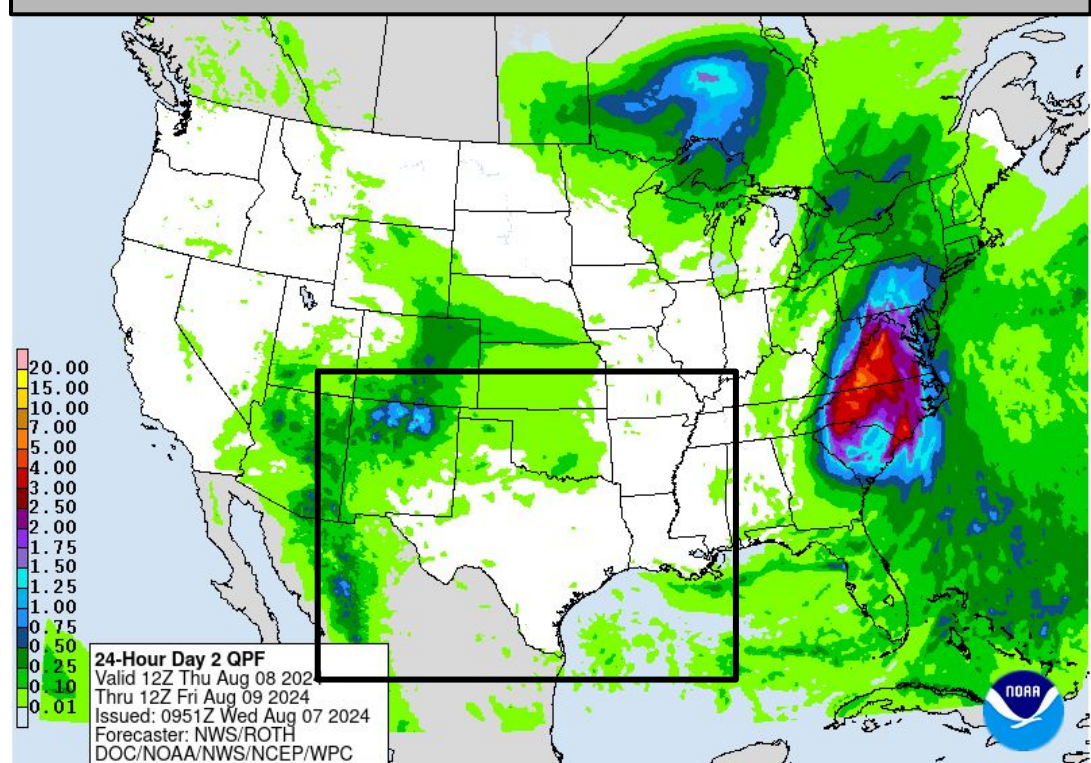 20.00
15.00
10.00
7.00
5.00
4.00
3.00
2.50
2.00
1.75
1.50
1.25
1.00
0.75
0.50
0.25
0.10
0.01
24-Hour Day 2 QPF
Valid 12Z Thu Aug 08 2024
Thru 12Z Fri Aug 09 2024
Issued: 0951Z Wed Aug 07 2024
Forecaster: NWS/ROTH
DOC/NOAA/NWS/NCEP/WPC
NOAA